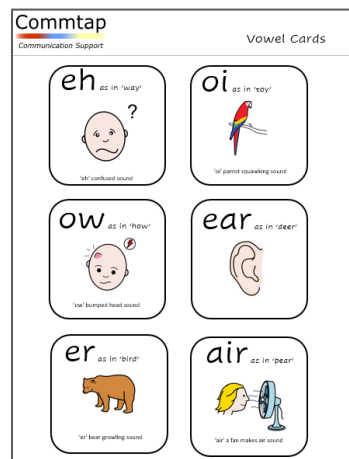 Commtap
Communication Support
Vowel Cards
eh as in 'way'
?
'eh' confused sound
oi as in 'toy'
'oi' parrot squawking sound
ow as in 'how'
'ow' bumped head sound
ear as in 'deer'
er as in 'bird'
'er' bear growling sound
air as in 'pear'
'air' a fan makes air sound